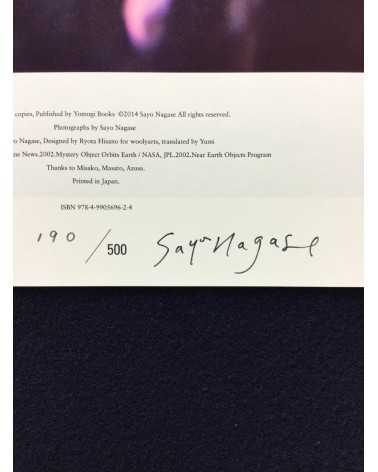 copies, Published by Yomogi Books ©2014 Sayo Nagase All rights reserved.
Photographs by Sayo Nagase
Nagase, Designed by Ryota Hisano for woolyarts, translated by Yumi
News.2002.Mystery Object Orbits Earth / NASA, JPL.2002.Near Earth Objects Program
Thanks to Misako, Masato, Azusa.
Printed in Japan.
ISBN 978-4-9905696-2-4
190 / 500 Sayo Nagase